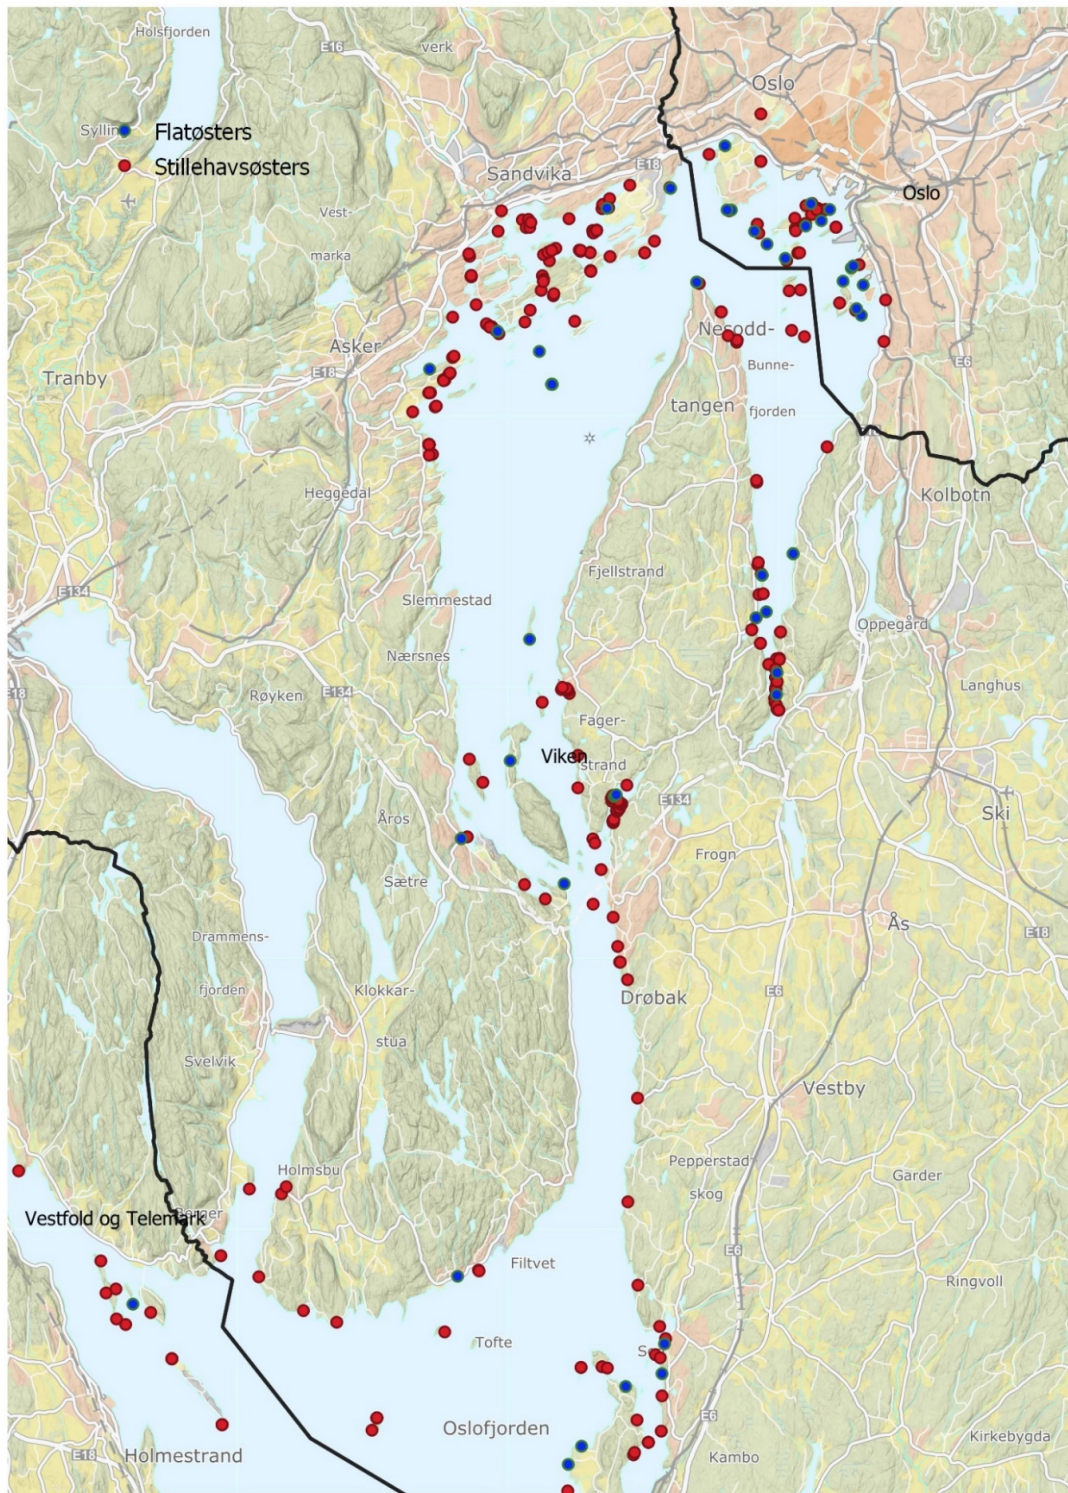 Holsfjorden
E16
verk
Oslo
Flatøsters
Stillehavsøsters
E18
Sandvika
Oslo
Vest-
marka
Asker
Nesodd-
E18
Tranby
Bunne-
E6
tangen
fjorden
Heggedal
Kolbotn
Fjellstrand
E134
Slemmestad
Oppegård
Nærsnes
Langhus
E18
Røyken
E134
Fager-
Viken
strand
Åros
E134
Ski
Frogn
Sætre
Ås
Drammens-
E18
fjorden
Klokkar-
E6
Drøbak
stua
Svelvik
Vestby
Holmsbu
Pepperstad
skog
Garder
Vestfold og Telemark
E6
Filtvet
Ringvoll
Tofte
Oslofjorden
E6
Kirkebygda
Holmestrand
E18
Kambo